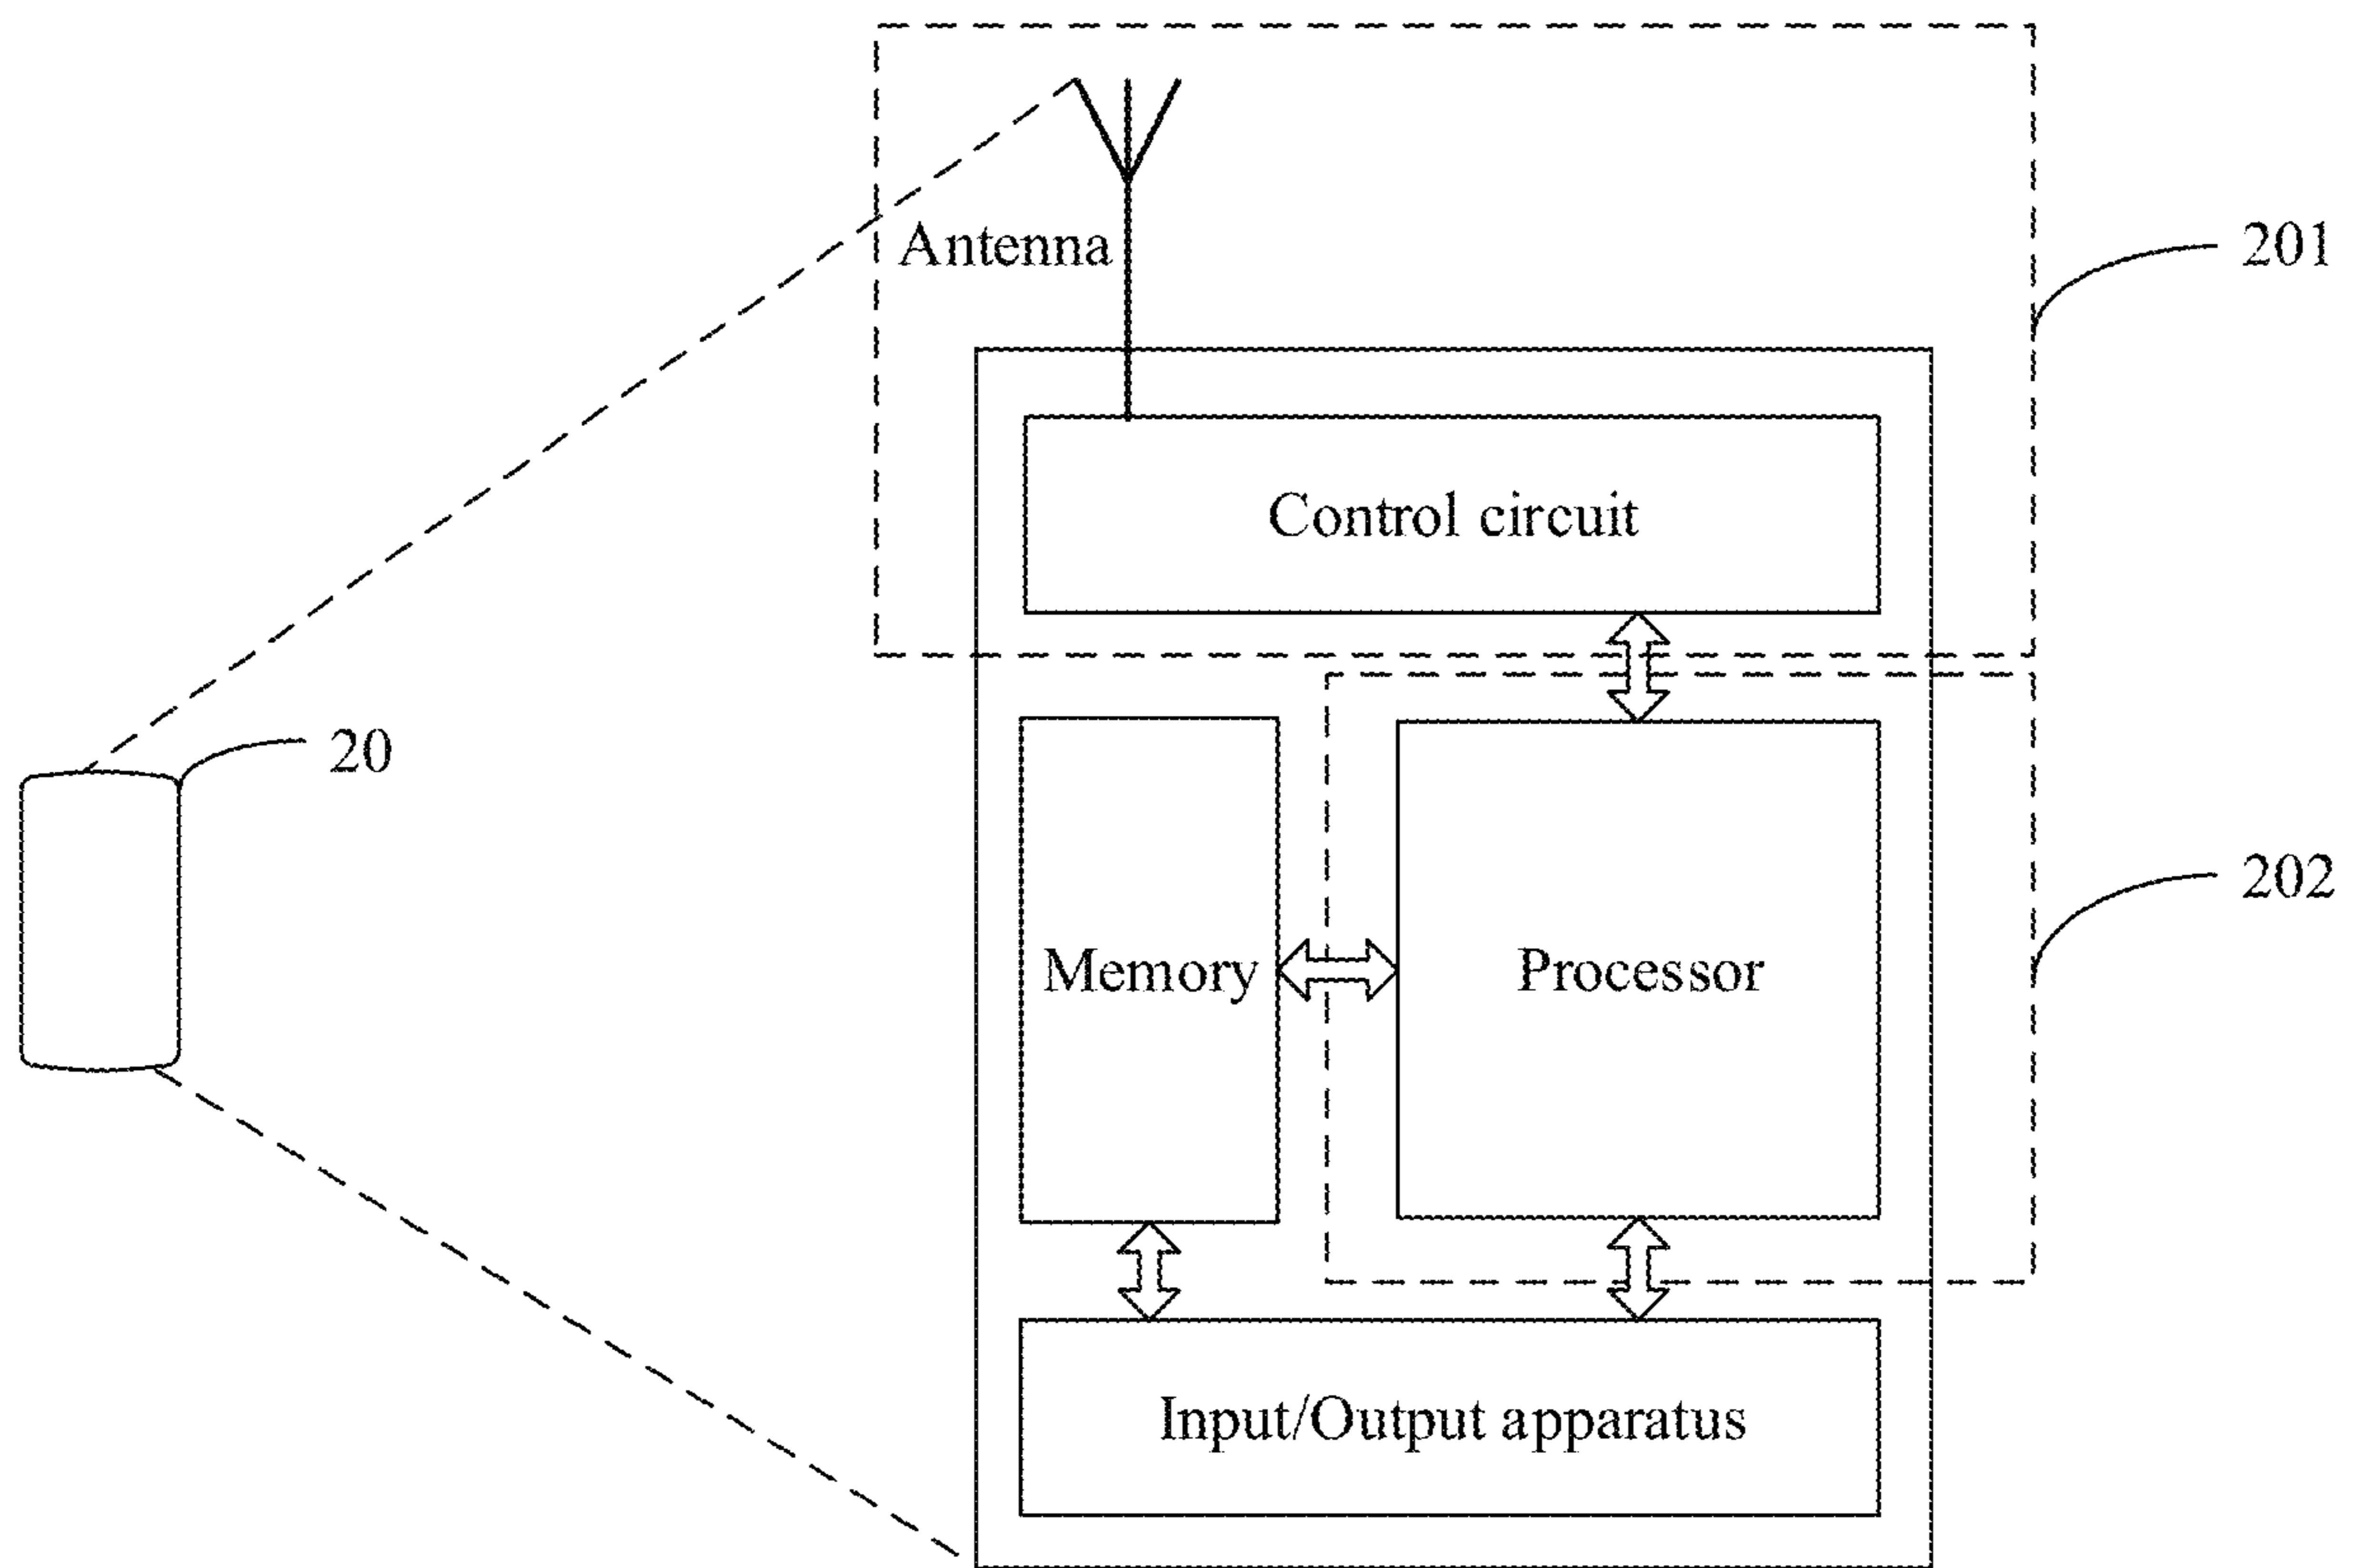 Antenna
201
Control circuit
20
202
Memory
Processor
Input/Output apparatus